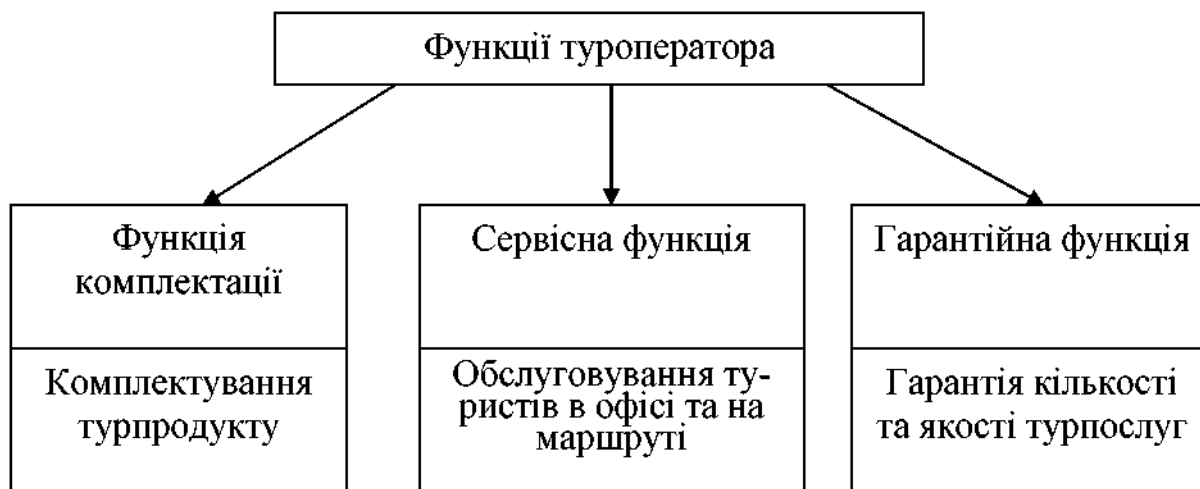 Функції туроператора
Функція
комплектації
Комплектування
турпродукту
Сервісна функція
Обслуговування ту-
ристів в офісі та на
маршруті
Гарантійна функція
Гарантія кількості
та якості турпослуг